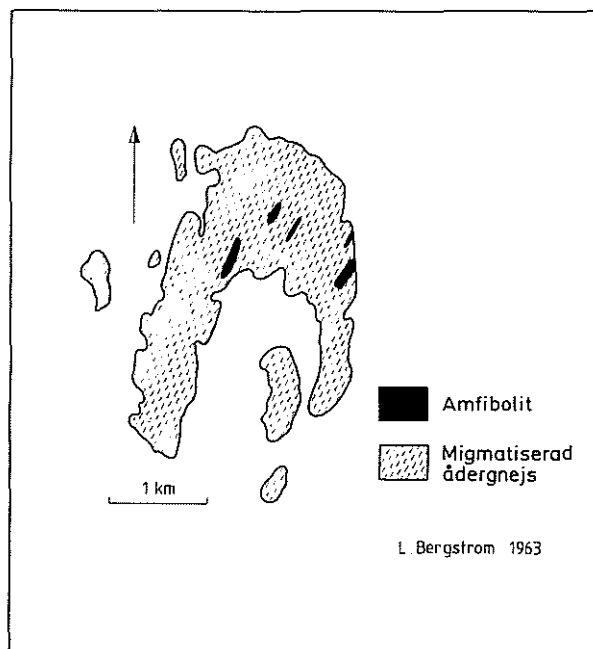 Amfibolit
Migmatiserad
ådergnejs
1 km
L. Bergstrom 1963